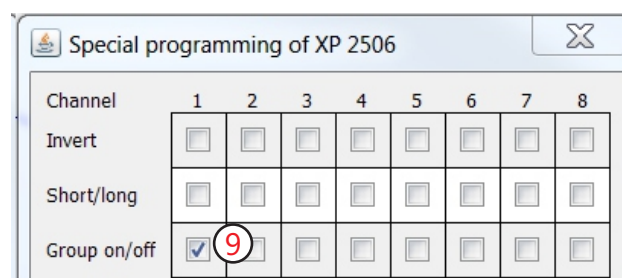 Special programming of XP 2506
Channel 1 2 3 4 5 6 7 8
Invert
Short/long
Group on/off 9